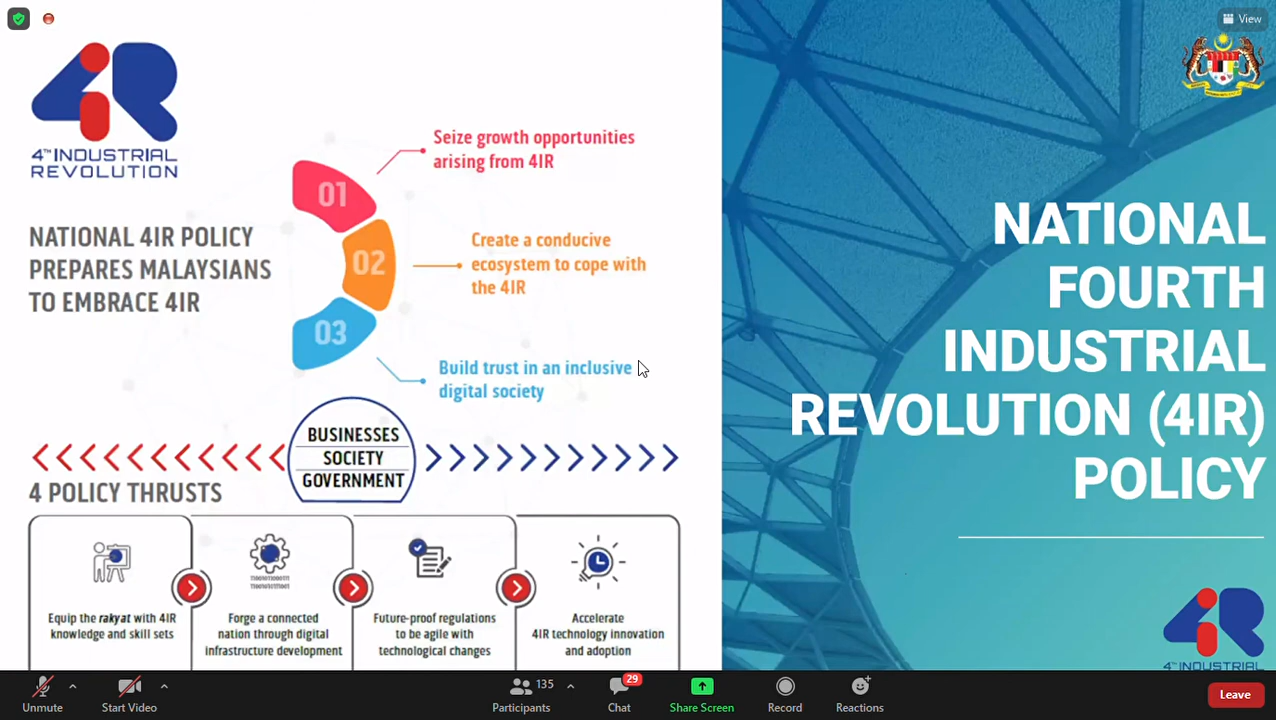 View
4R
4TH INDUSTRIAL
REVOLUTION
NATIONAL 4IR POLICY
PREPARES MALAYSIANS
TO EMBRACE 4IR
01
Seize growth opportunities
arising from 4IR
02
Create a conducive
ecosystem to cope with
the 4IR
03
Build trust in an inclusive
digital society
BUSINESSES
SOCIETY
GOVERNMENT
4 POLICY THRUSTS
Equip the rakyat with 4IR
knowledge and skill sets
Forge a connected
nation through digital
infrastructure development
Future-proof regulations
to be agile with
technological changes
Accelerate
4IR technology innovation
and adoption
NATIONAL
FOURTH
INDUSTRIAL
REVOLUTION (4IR)
POLICY
4R
4TH INDUSTRIAL
Unmute
Start Video
Participants
135
Chat
29
Share Screen
Record
Reactions
Leave